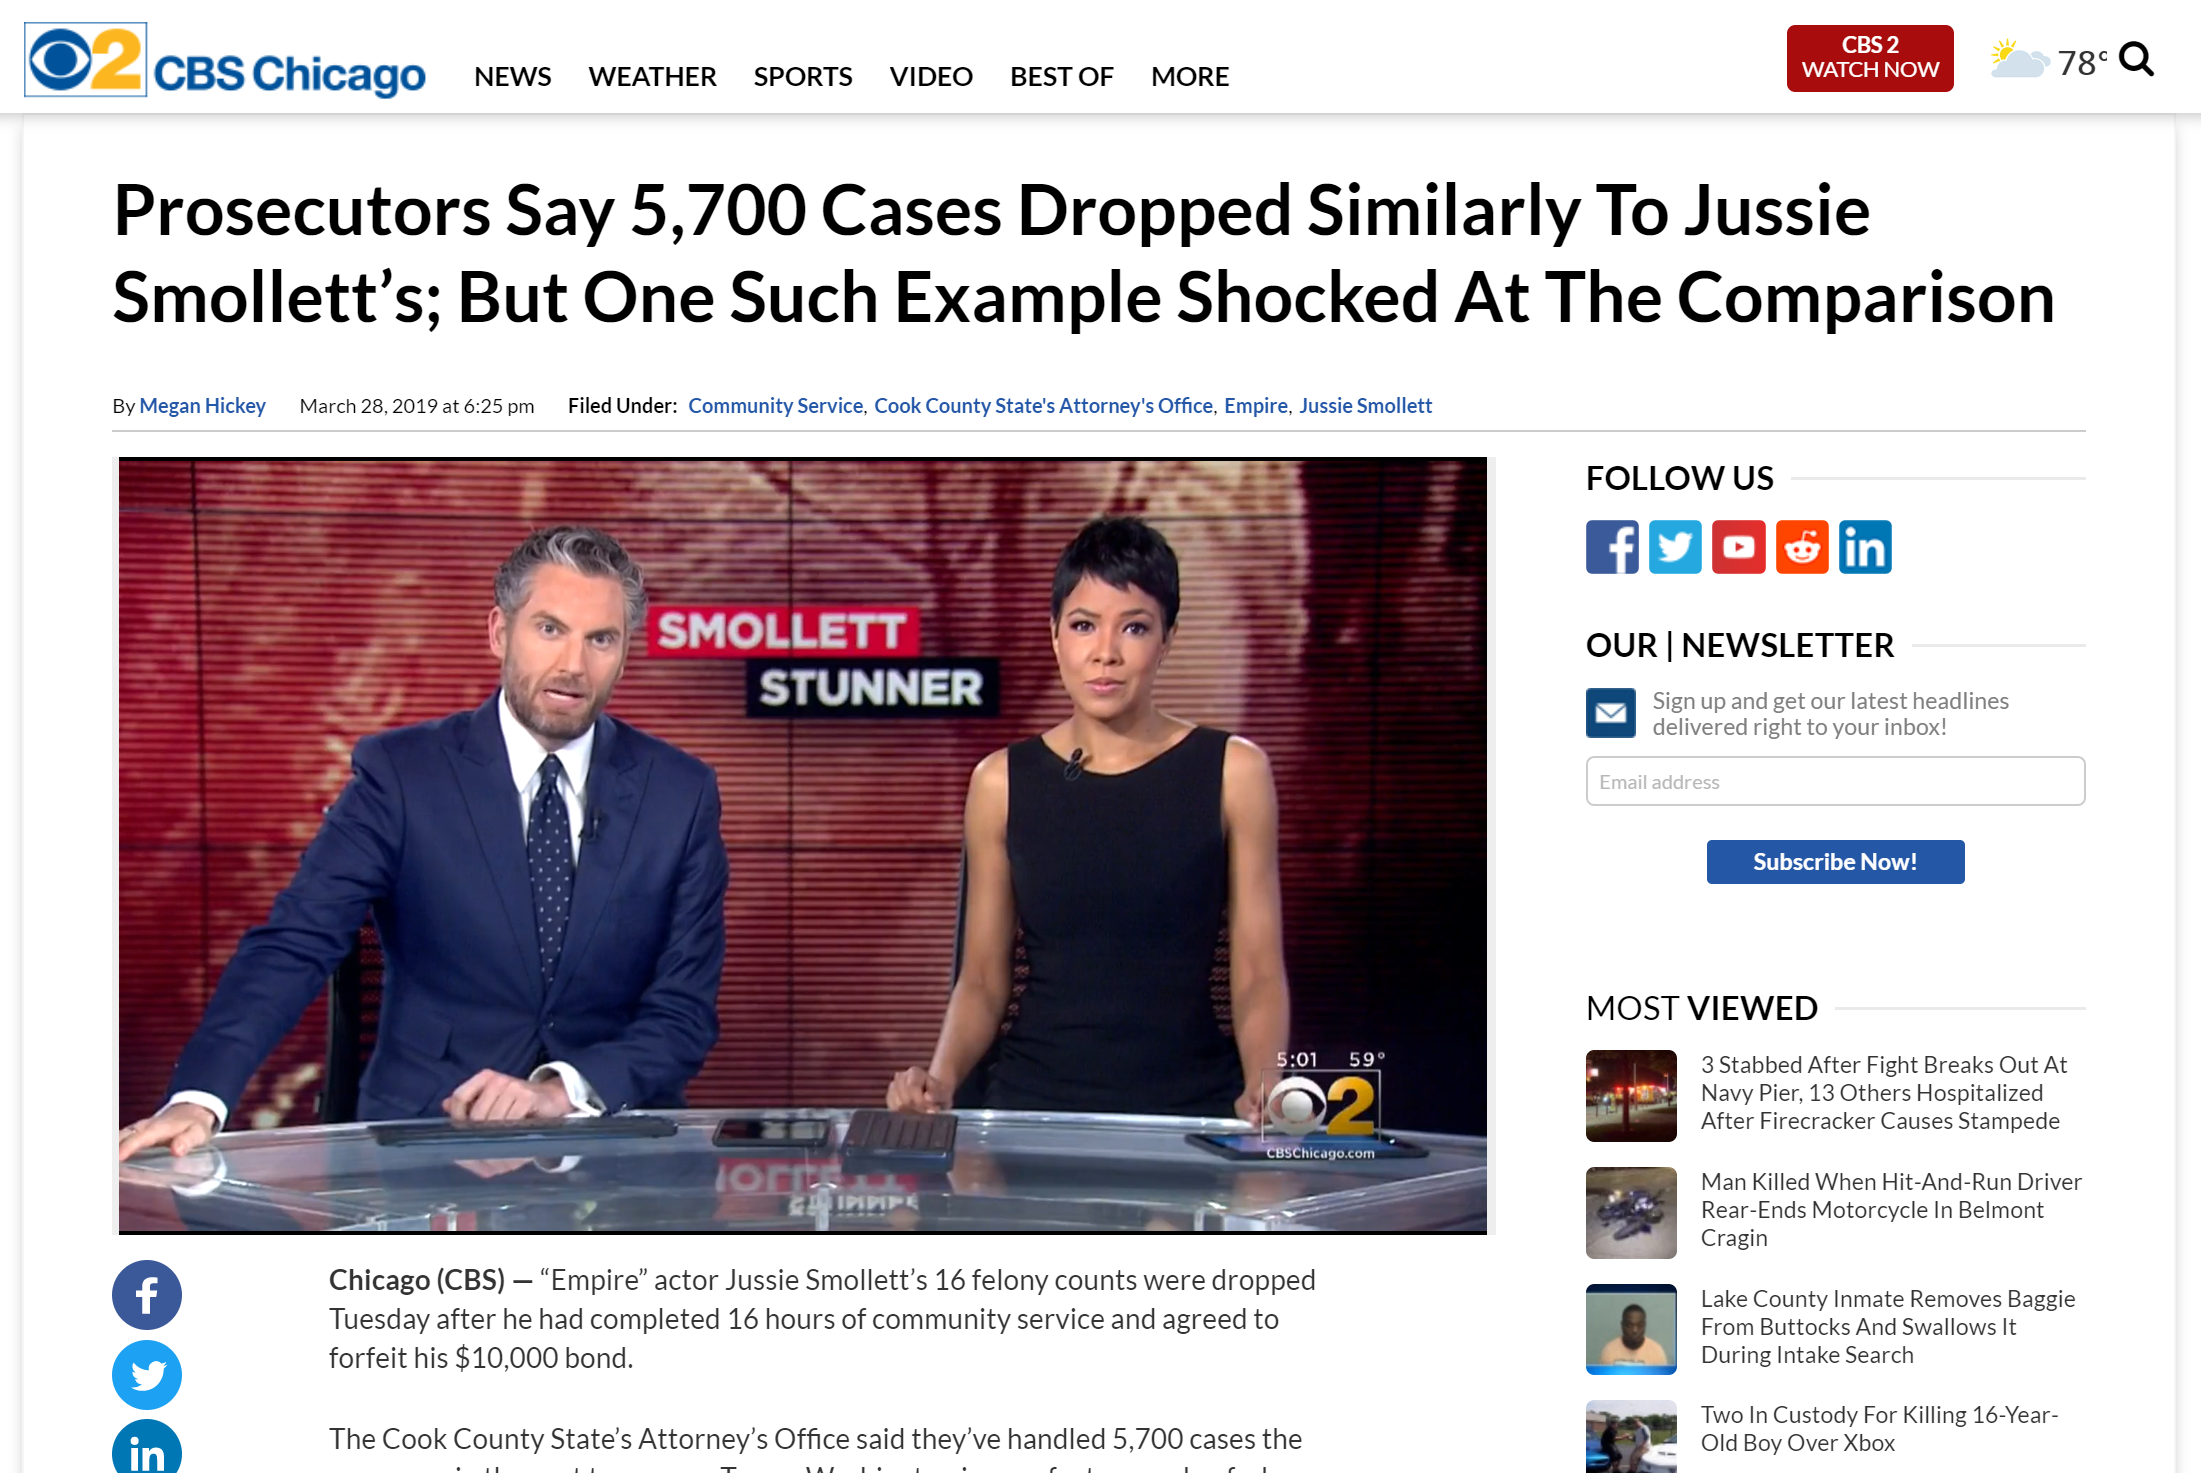 2 CBS Chicago
NEWS WEATHER SPORTS VIDEO BEST OF MORE
CBS 2
WATCH NOW
78°
Prosecutors Say 5,700 Cases Dropped Similarly To Jussie
Smollett’s; But One Such Example Shocked At The Comparison
By Megan Hickey March 28, 2019 at 6:25 pm Filed Under: Community Service, Cook County State's Attorney's Office, Empire, Jussie Smollett
SMOLLETT
STUNNER
5:01 59°
2
CBSChicago.com
Chicago (CBS) — “Empire” actor Jussie Smollett’s 16 felony counts were dropped
Tuesday after he had completed 16 hours of community service and agreed to
forfeit his $10,000 bond.
The Cook County State’s Attorney’s Office said they’ve handled 5,700 cases the
FOLLOW US
OUR | NEWSLETTER
Sign up and get our latest headlines
delivered right to your inbox!
Email address
Subscribe Now!
MOST VIEWED
3 Stabbed After Fight Breaks Out At
Navy Pier, 13 Others Hospitalized
After Firecracker Causes Stampede
Man Killed When Hit-And-Run Driver
Rear-Ends Motorcycle In Belmont
Cragin
Lake County Inmate Removes Baggie
From Buttocks And Swallows It
During Intake Search
Two In Custody For Killing 16-Year-
Old Boy Over Xbox